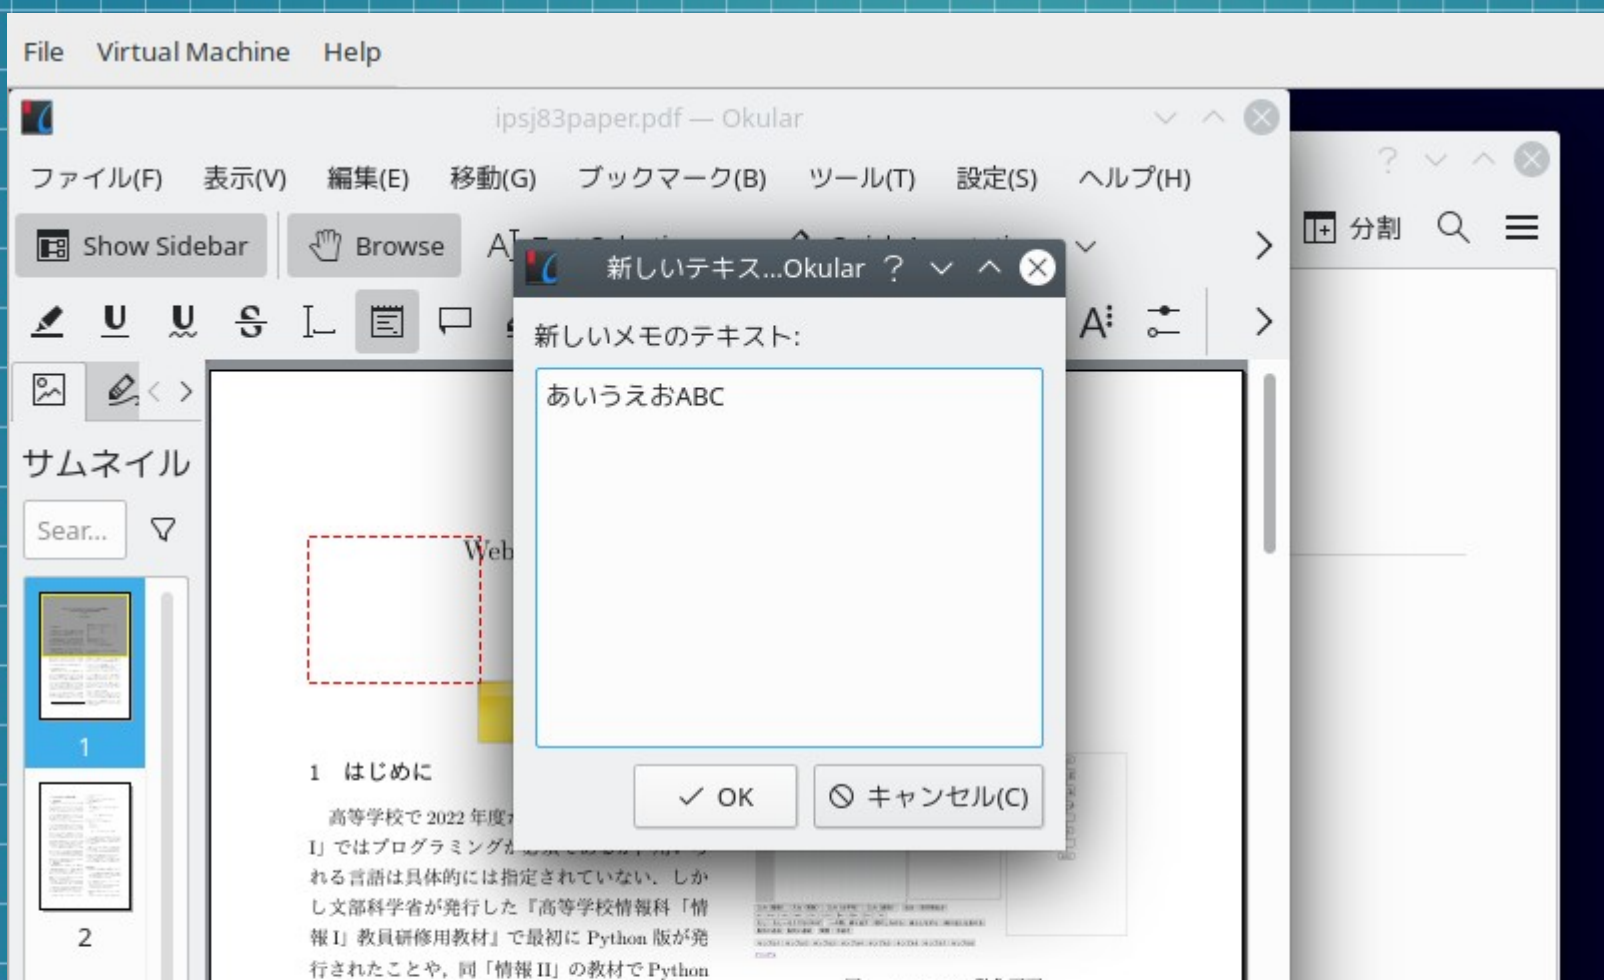 File Virtual Machine Help
ipsj83paper.pdf — Okular
ファイル(F) 表示(V) 編集(E) 移動(G) ブックマーク(B) ツール(T) 設定(S) ヘルプ(H)
Show Sidebar Browse
分割
新しいテキス...Okular
新しいメモのテキスト:
あいうえおABC
OK キャンセル(C)
サムネイル
Sear...
1
2
Web
1 はじめに
高等学校で 2022 年度
I」ではプログラミングが
れる言語は具体的には指定されていない．しか
し文部科学省が発行した『高等学校情報科「情
報 I」教員研修用教材』で最初に Python 版が発
行されたことや，同「情報 II」の教材で Python